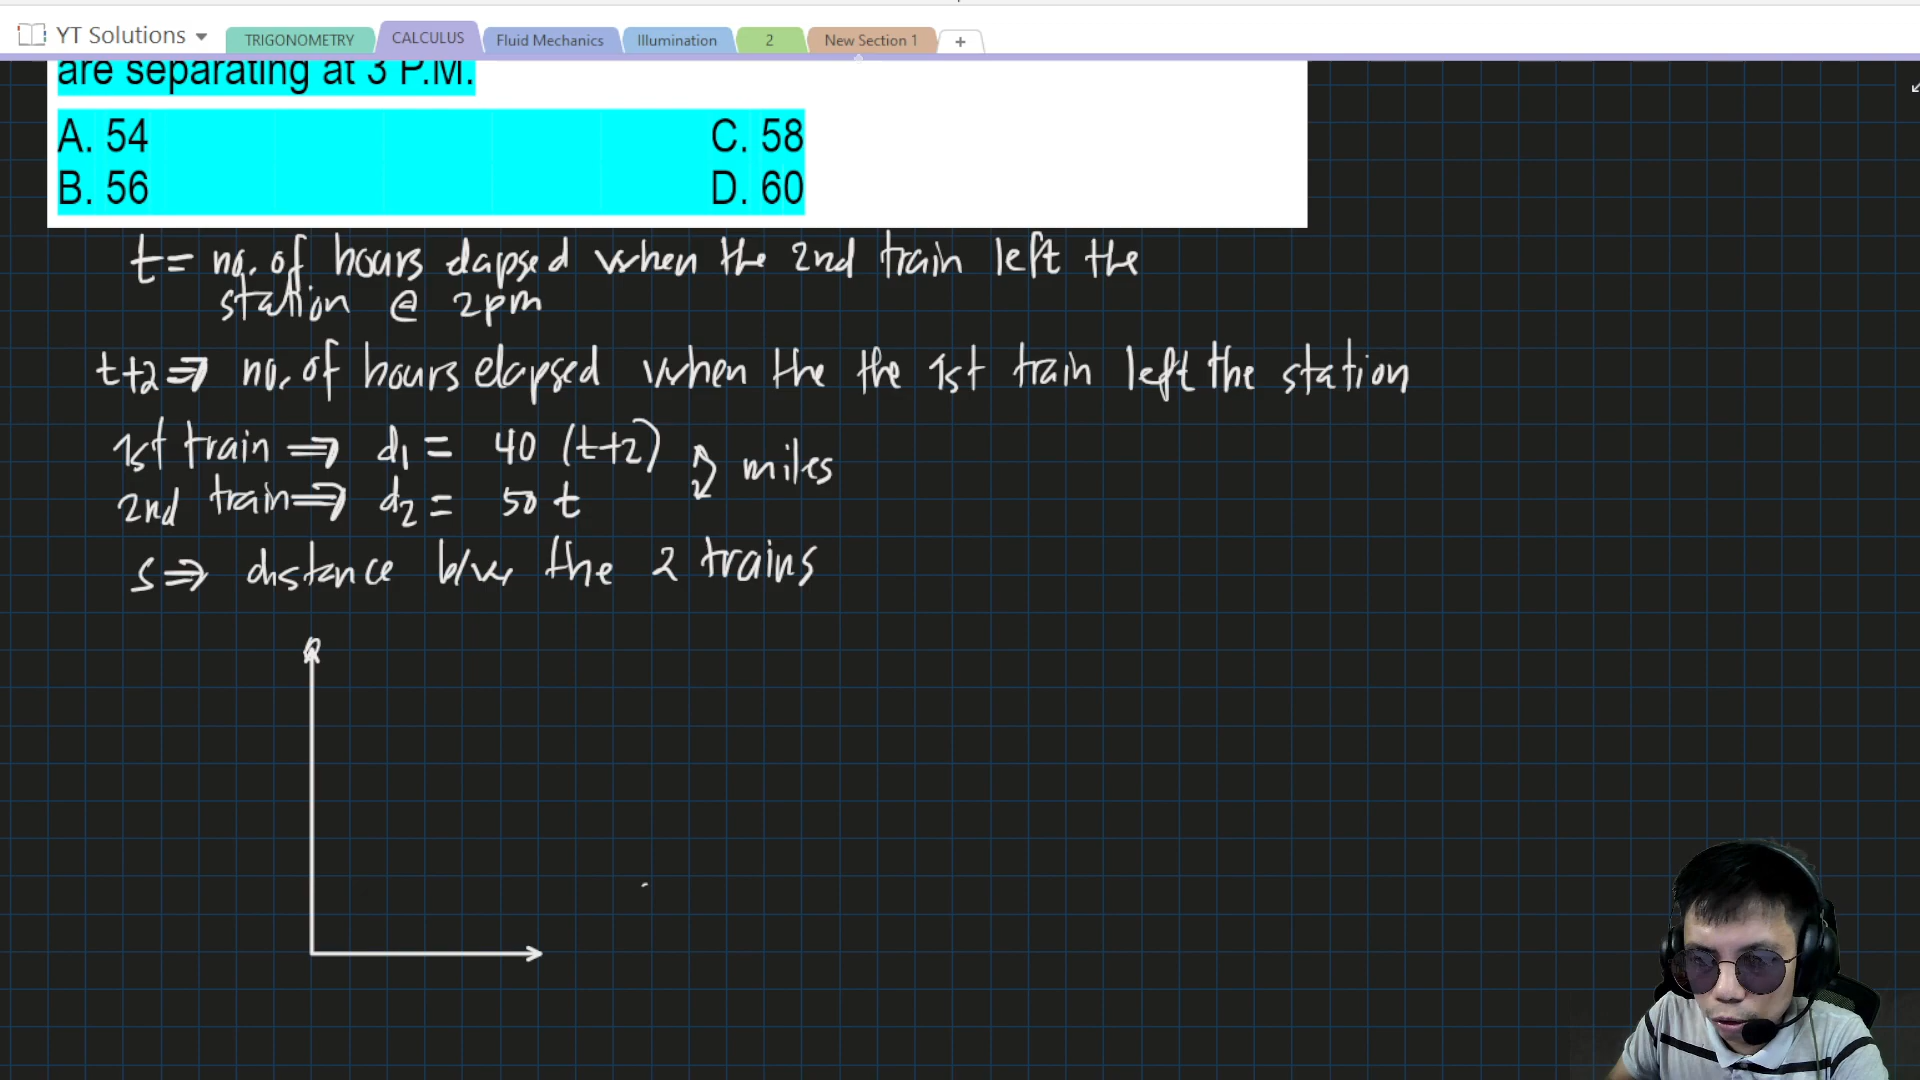 YT Solutions
TRIGONOMETRY
CALCULUS
Fluid Mechanics
Illumination
2
New Section 1
+
are separating at 3 P.M.
A. 54 C. 58
B. 56 D. 60
t = no. of hours elapsed when the 2nd train left the
station @ 2pm
t+2 ⇒ no. of hours elapsed when the the 1st train left the station
1st train ⇒ d1 = 40 (t+2)
miles
2nd train ⇒ d2 = 50 t
s ⇒ distance b/w the 2 trains